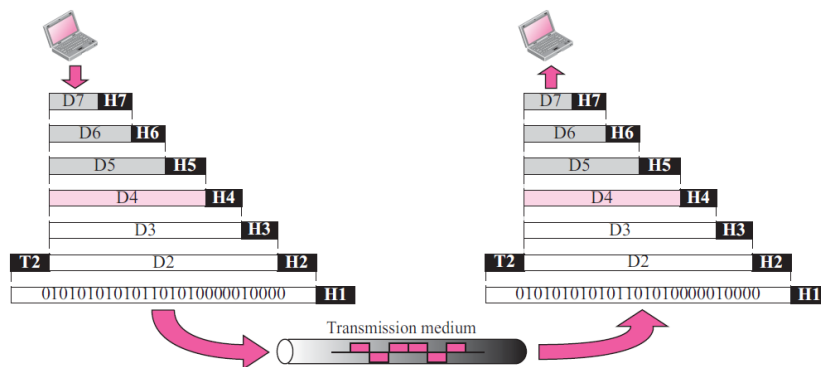 D7 H7
D6 H6
D5 H5
D4 H4
D3 H3
T2 D2 H2
010101010101101010000010000 H1
D7 H7
D6 H6
D5 H5
D4 H4
D3 H3
T2 D2 H2
010101010101101010000010000 H1
Transmission medium